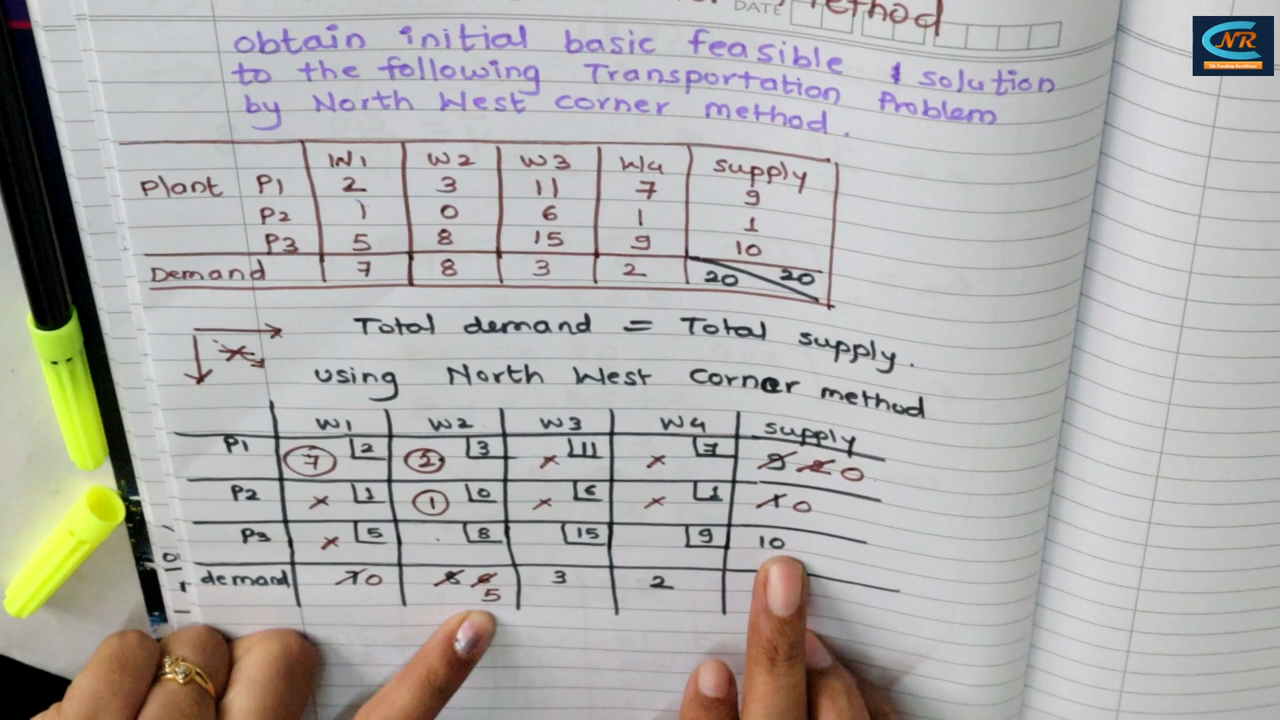 DATE
ethod
obtain initial basic feasible solution
to the following Transportation Problem
by North West corner method.
W1 W2 W3 W4 supply
Plant P1 2 3 11 7 9
P2 1 0 6 1 1
P3 5 8 15 9 10
Demand 7 8 3 2 20 20
Total demand = Total supply.
using North West Corner method
W1 W2 W3 W4 supply
P1 7 2 2 3 × 11 × 7 9 2 0
P2 × 1 1 0 × 6 × 1 1 0
P3 × 5 8 15 9 10
demand 7 0 8 6 5 3 2
NR